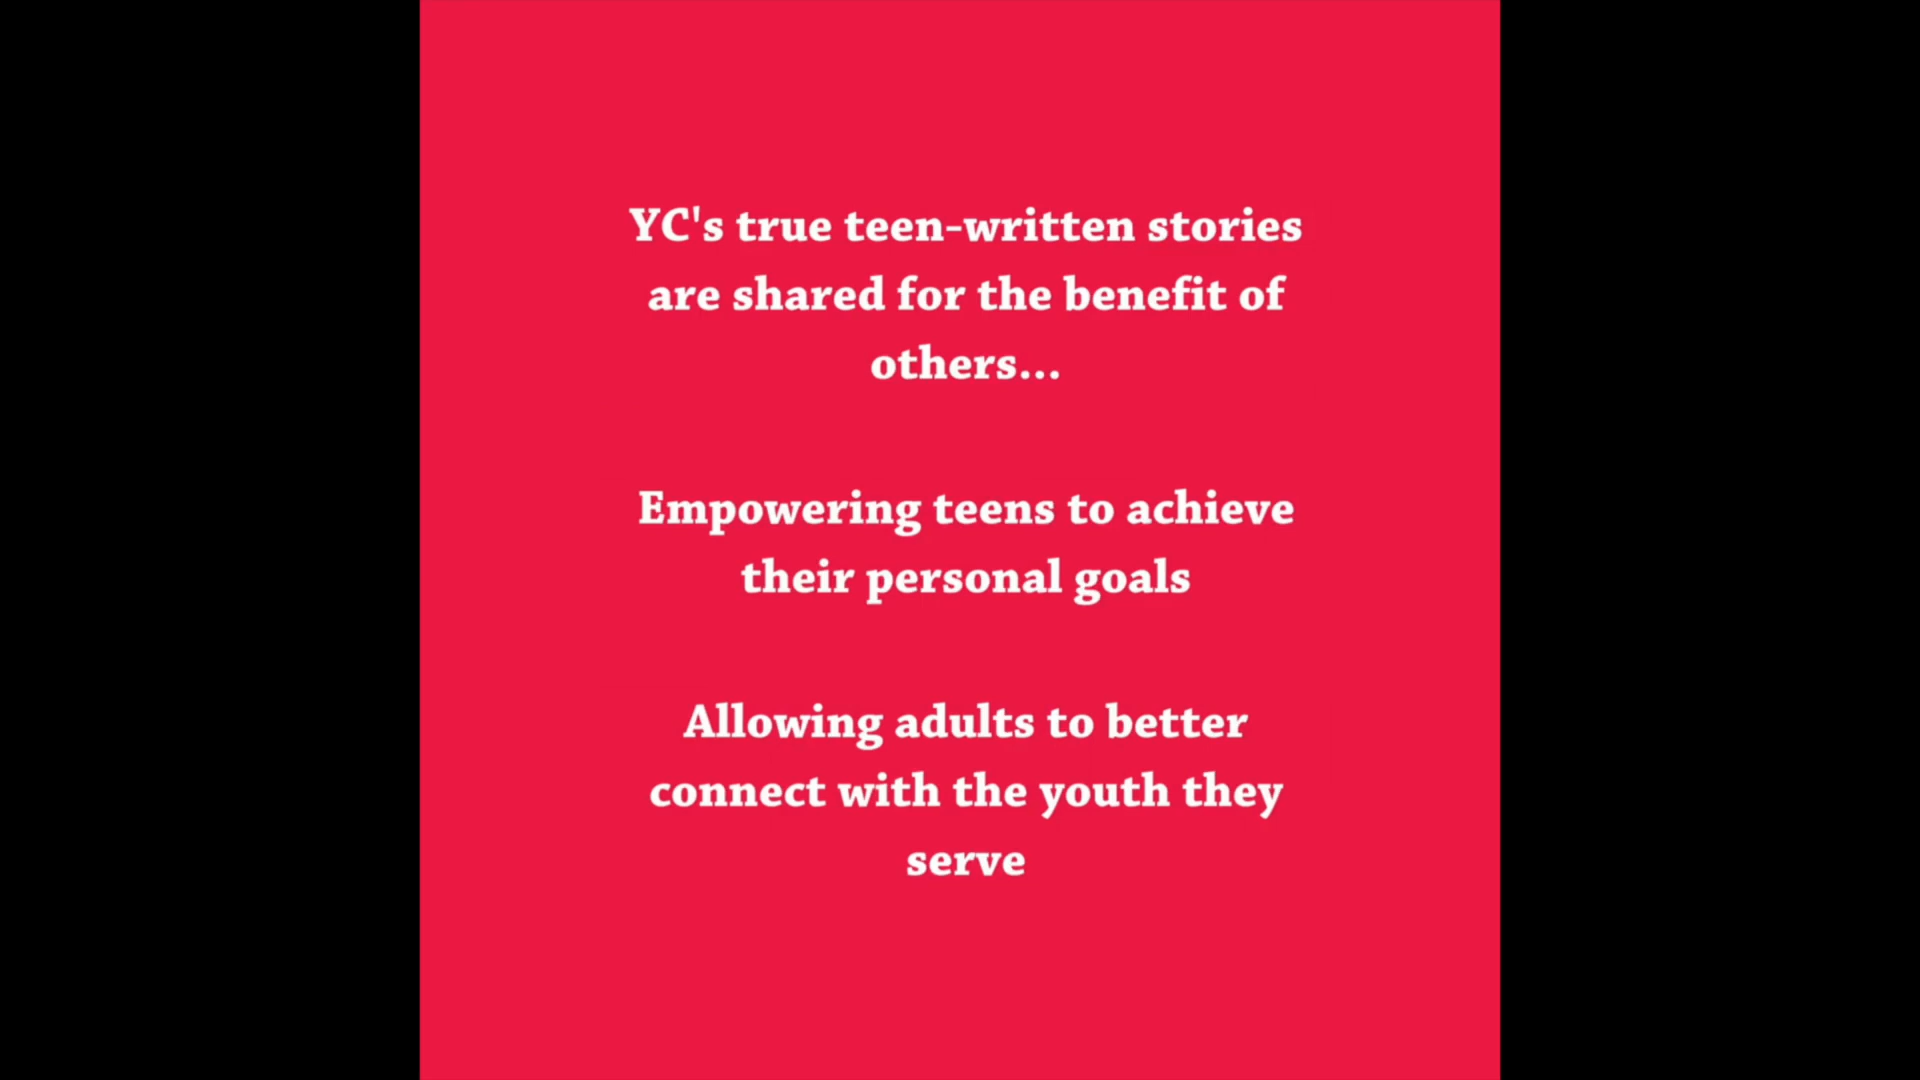 YC's true teen-written stories
are shared for the benefit of
others...
Empowering teens to achieve
their personal goals
Allowing adults to better
connect with the youth they
serve